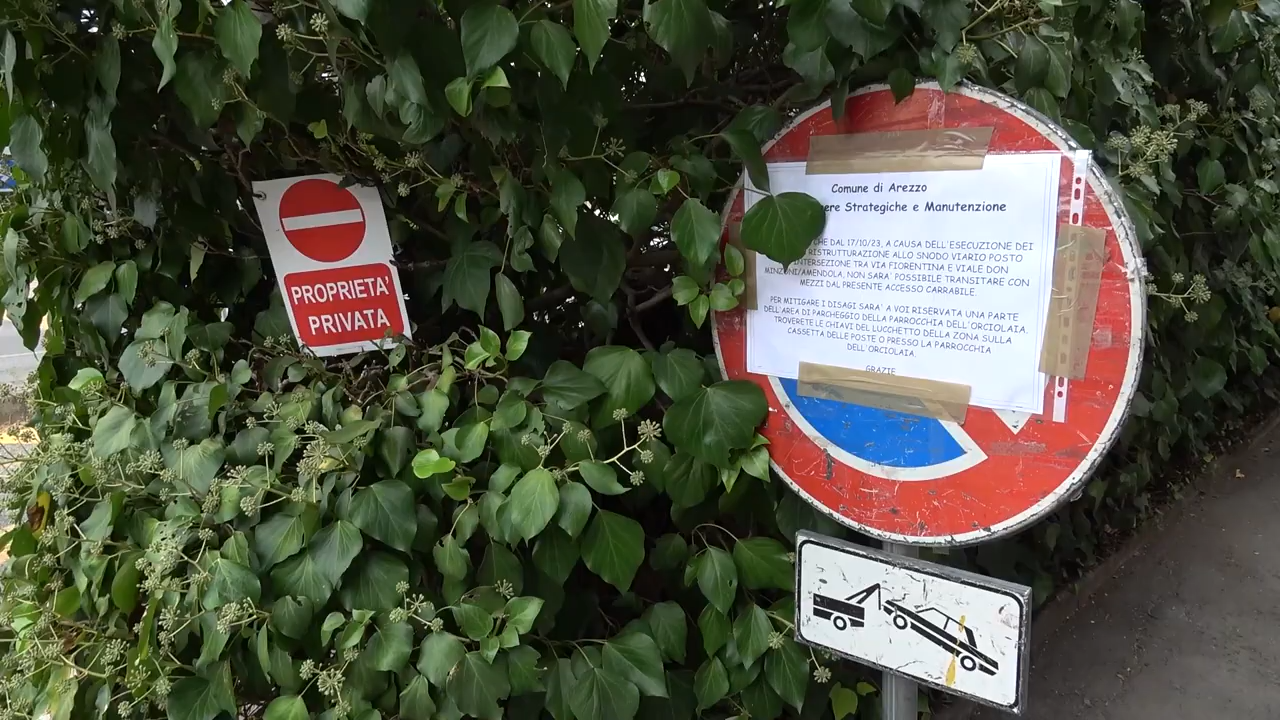 PROPRIETA'
PRIVATA
Comune di Arezzo
Strategiche e Manutenzione
CHE DAL 17/10/23, A CAUSA DELL'ESECUZIONE DEI
RISTRUTTURAZIONE ALLO SNODO VIARIO POSTO
INTERSEZIONE TRA VIA FIORENTINA E VIALE DON
MINZONI/AMENDOLA, NON SARA' POSSIBILE TRANSITARE CON
MEZZI DAL PRESENTE ACCESSO CARRABILE.
PER MITIGARE I DISAGI SARA' A VOI RISERVATA UNA PARTE
DELL'AREA DI PARCHEGGIO DELLA PARROCCHIA DELL'ORCIOLAIA.
TROVERETE LE CHIAVI DEL LUCCHETTO DELLA ZONA SULLA
CASSETTA DELLE POSTE O PRESSO LA PARROCCHIA
DELL'ORCIOLAIA.
GRAZIE